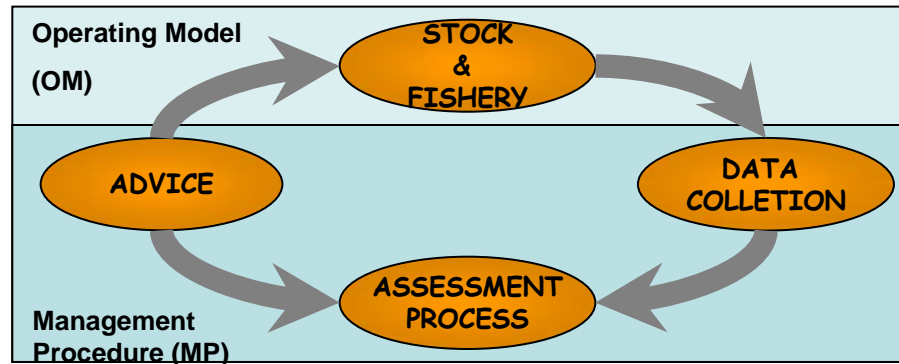 Operating Model
(OM)
STOCK
&
FISHERY
ADVICE
DATA
COLLETION
ASSESSMENT
PROCESS
Management
Procedure (MP)